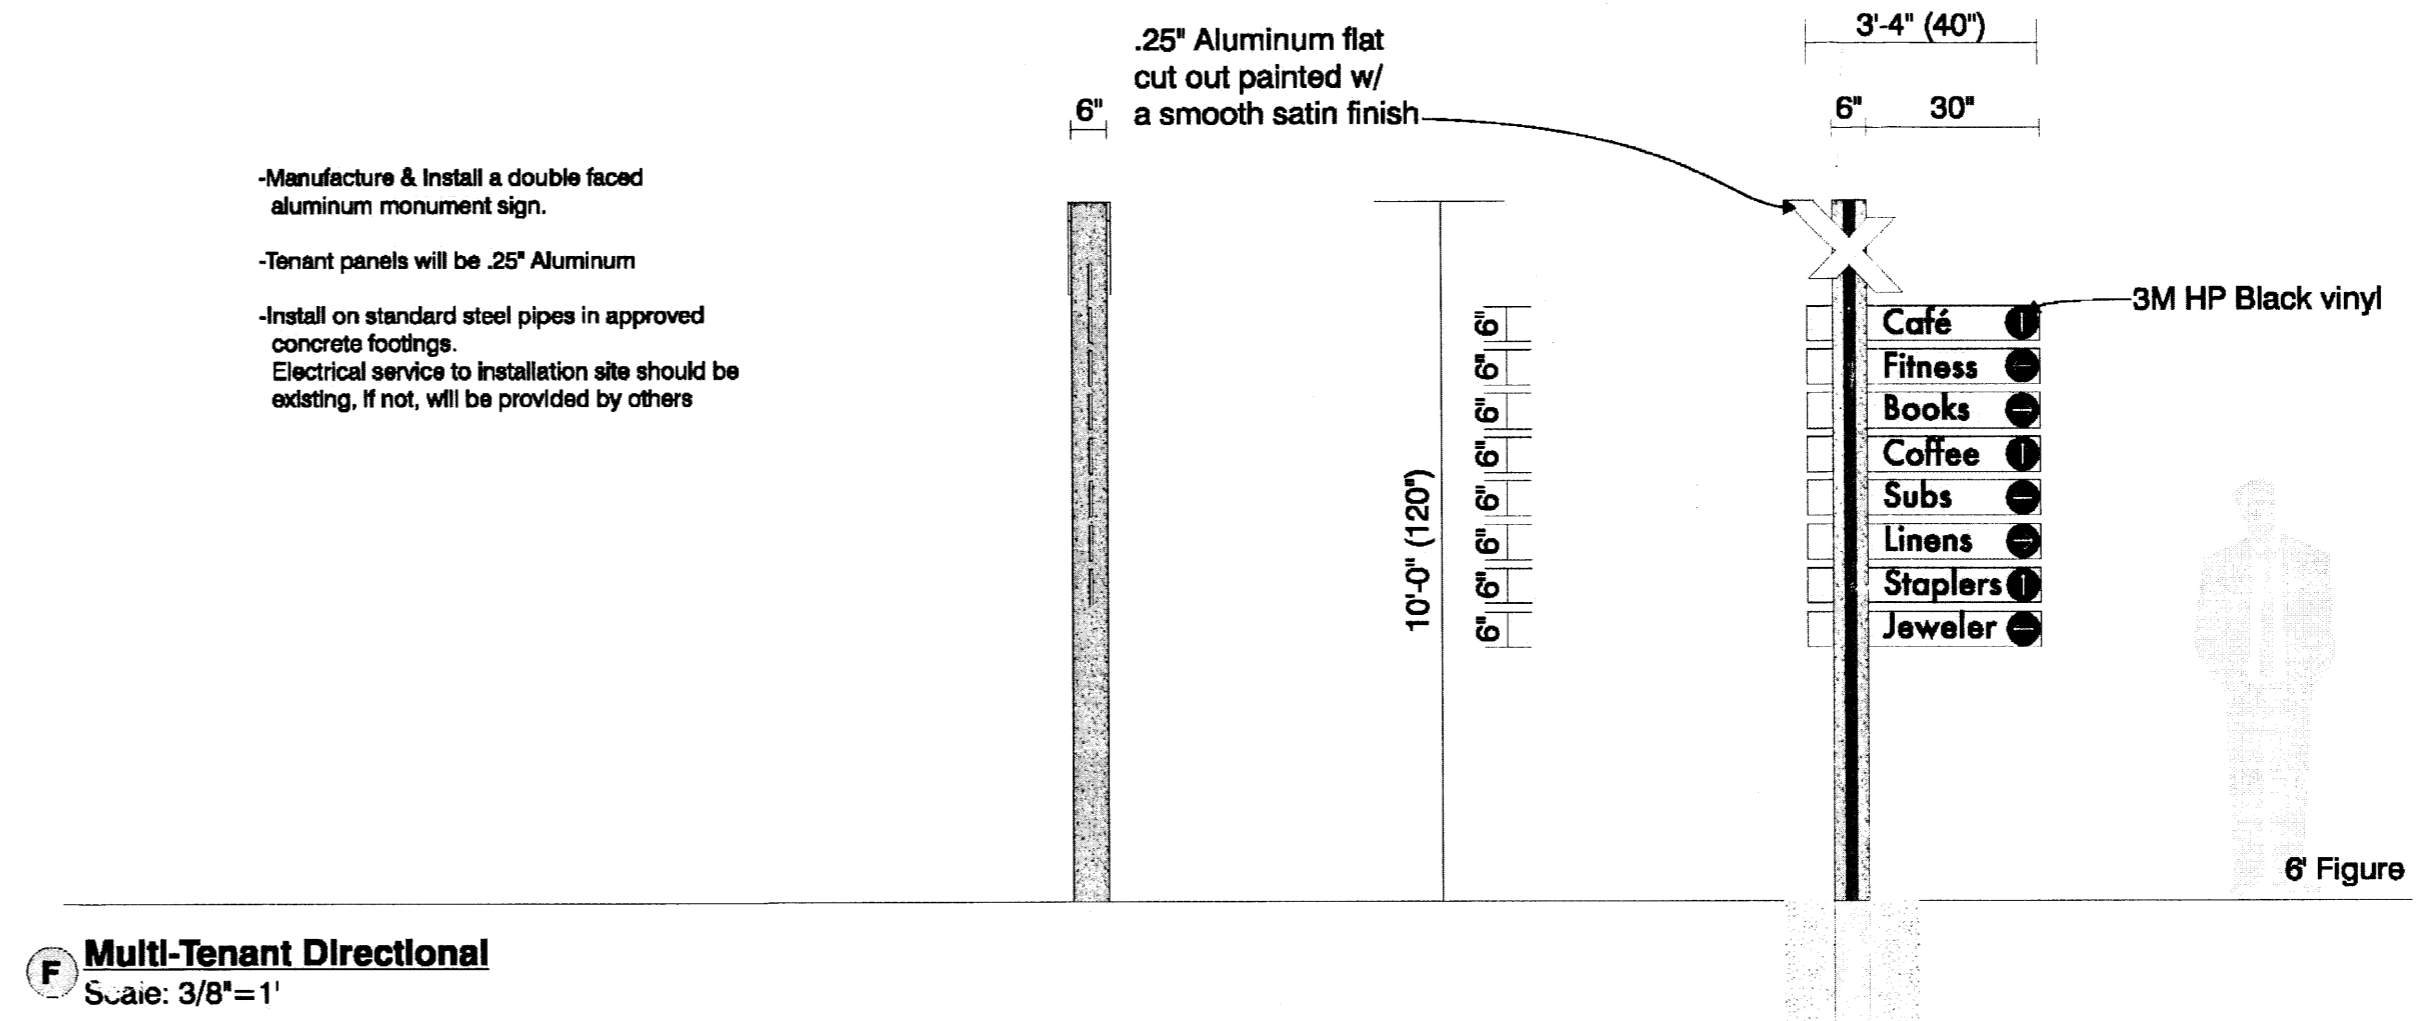 .25" Aluminum flat
cut out painted w/
a smooth satin finish
3'-4" (40")
6"
6"
30"
-Manufacture & Install a double faced
aluminum monument sign.
-Tenant panels will be .25" Aluminum
-Install on standard steel pipes in approved
concrete footings.
Electrical service to installation site should be
existing, if not, will be provided by others
10'-0" (120")
6"
6"
6"
6"
6"
6"
6"
6"
X
3M HP Black vinyl
Café
Fitness
Books
Coffee
Subs
Linens
Staplers
Jeweler
6' Figure
F
Multi-Tenant Directional
Scale: 3/8"=1'